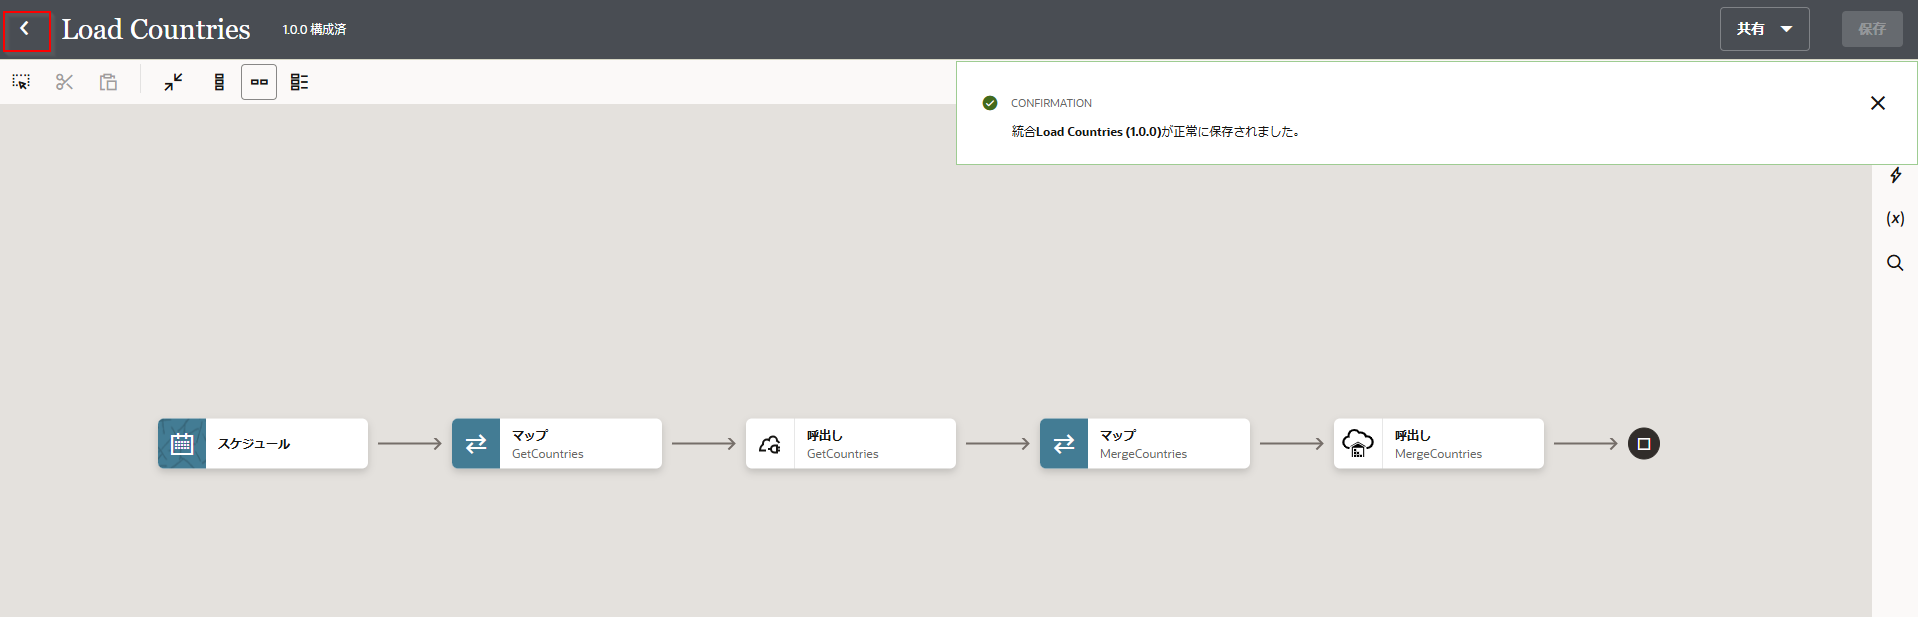 Load Countries
1.0.0 構成済
共有
保存
CONFIRMATION
統合Load Countries (1.0.0)が正常に保存されました。
(x)
スケジュール
マップ
GetCountries
呼出し
GetCountries
マップ
MergeCountries
呼出し
MergeCountries